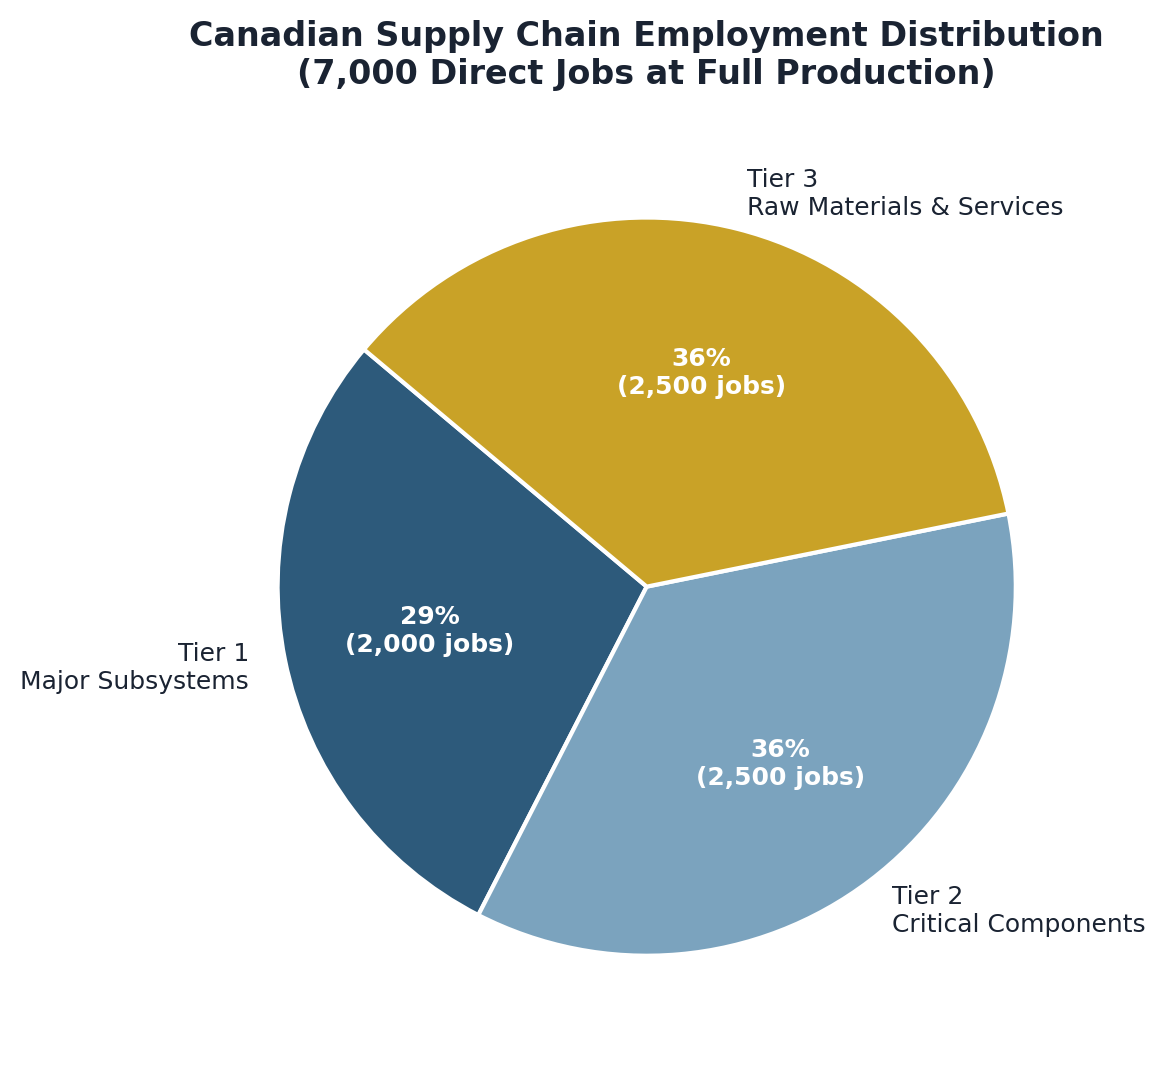 Canadian Supply Chain Employment Distribution
(7,000 Direct Jobs at Full Production)
Tier 3
Raw Materials & Services
36%
(2,500 jobs)
29%
(2,000 jobs)
Tier 1
Major Subsystems
36%
(2,500 jobs)
Tier 2
Critical Components